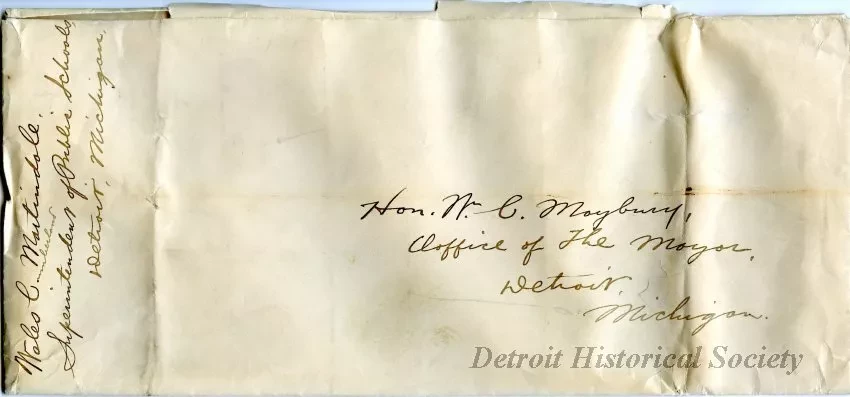 Wales C. Martindale,
Superintendent of Public Schools
Detroit, Michigan.
Hon. Wm C. Maybury,
Office of The Mayor,
Detroit
Michigan.
Detroit Historical Society